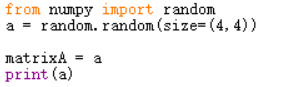 from numpy import random
a = random.random(size=(4,4))
matrixA = a
print(a)